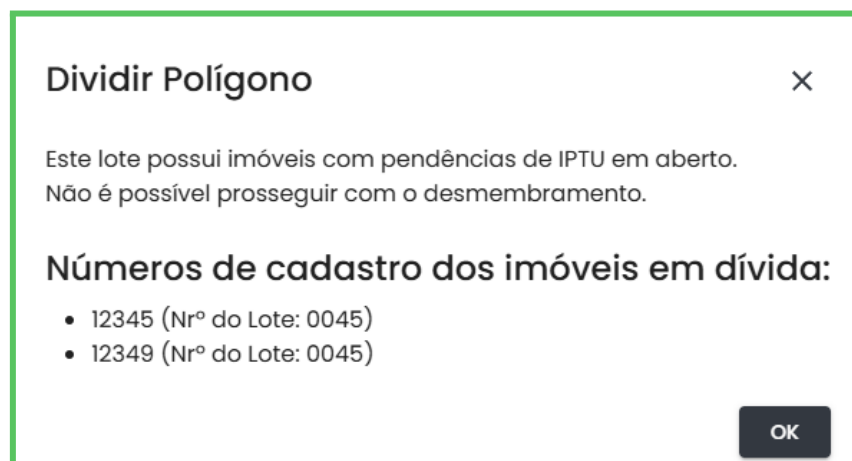 Dividir Polígono
Este lote possui imóveis com pendências de IPTU em aberto.
Não é possível prosseguir com o desmembramento.
Números de cadastro dos imóveis em dívida:
• 12345 (Nrº do Lote: 0045)
• 12349 (Nrº do Lote: 0045)
OK